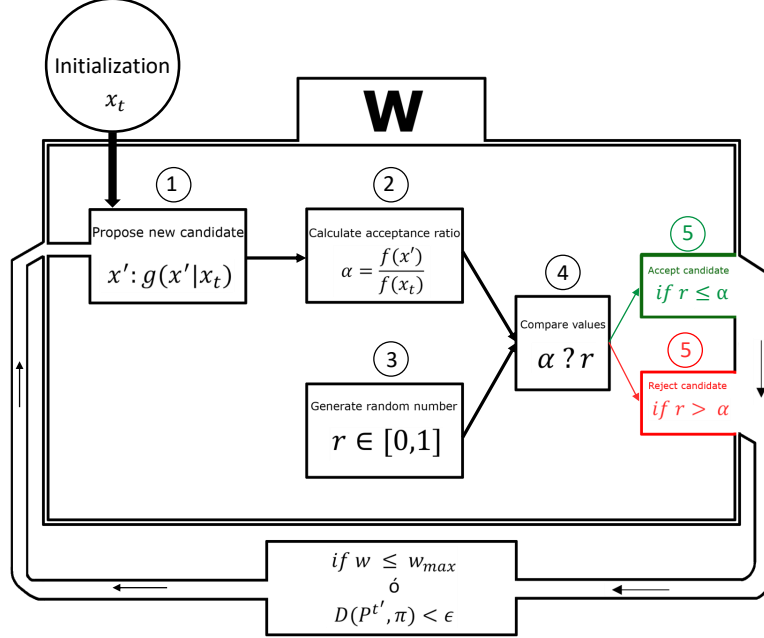 Initialization
x_t
W
1
Propose new candidate
x′: g(x′|x_t)
2
Calculate acceptance ratio
α = f(x′)/f(x_t)
3
Generate random number
r ∈ [0,1]
4
Compare values
α ? r
5
Accept candidate
if r ≤ α
5
Reject candidate
if r > α
if w ≤ w_max
ó
D(P^t′, π) < ϵ